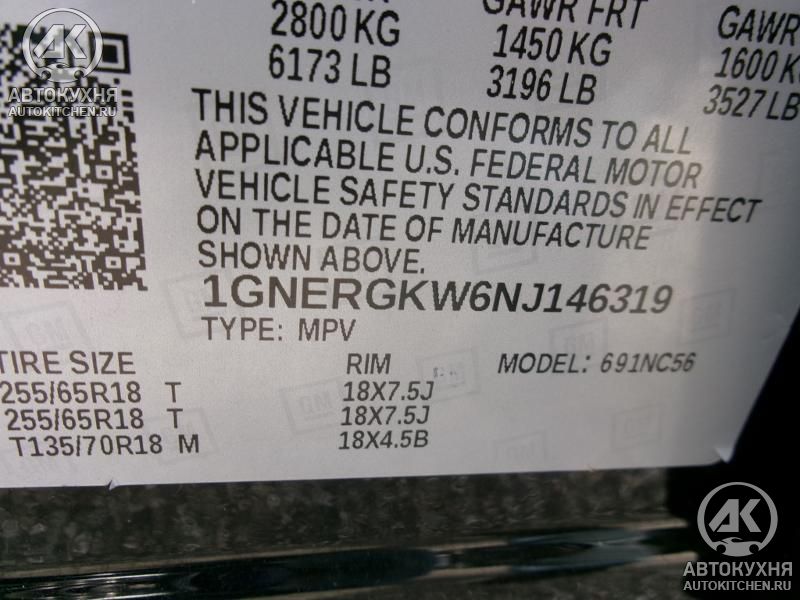 2800 KG
6173 LB
GAWR FRT
1450 KG
3196 LB
GAWR
1600 K
3527 LB
THIS VEHICLE CONFORMS TO ALL
APPLICABLE U.S. FEDERAL MOTOR
VEHICLE SAFETY STANDARDS IN EFFECT
ON THE DATE OF MANUFACTURE
SHOWN ABOVE.
1GNERGKW6NJ146319
TYPE: MPV
TIRE SIZE RIM MODEL: 691NC56
255/65R18 T 18X7.5J
255/65R18 T 18X7.5J
T135/70R18 M 18X4.5B
GM
AK
АВТОКУХНЯ
AUTOKITCHEN.RU
AK
АВТОКУХНЯ
AUTOKITCHEN.RU